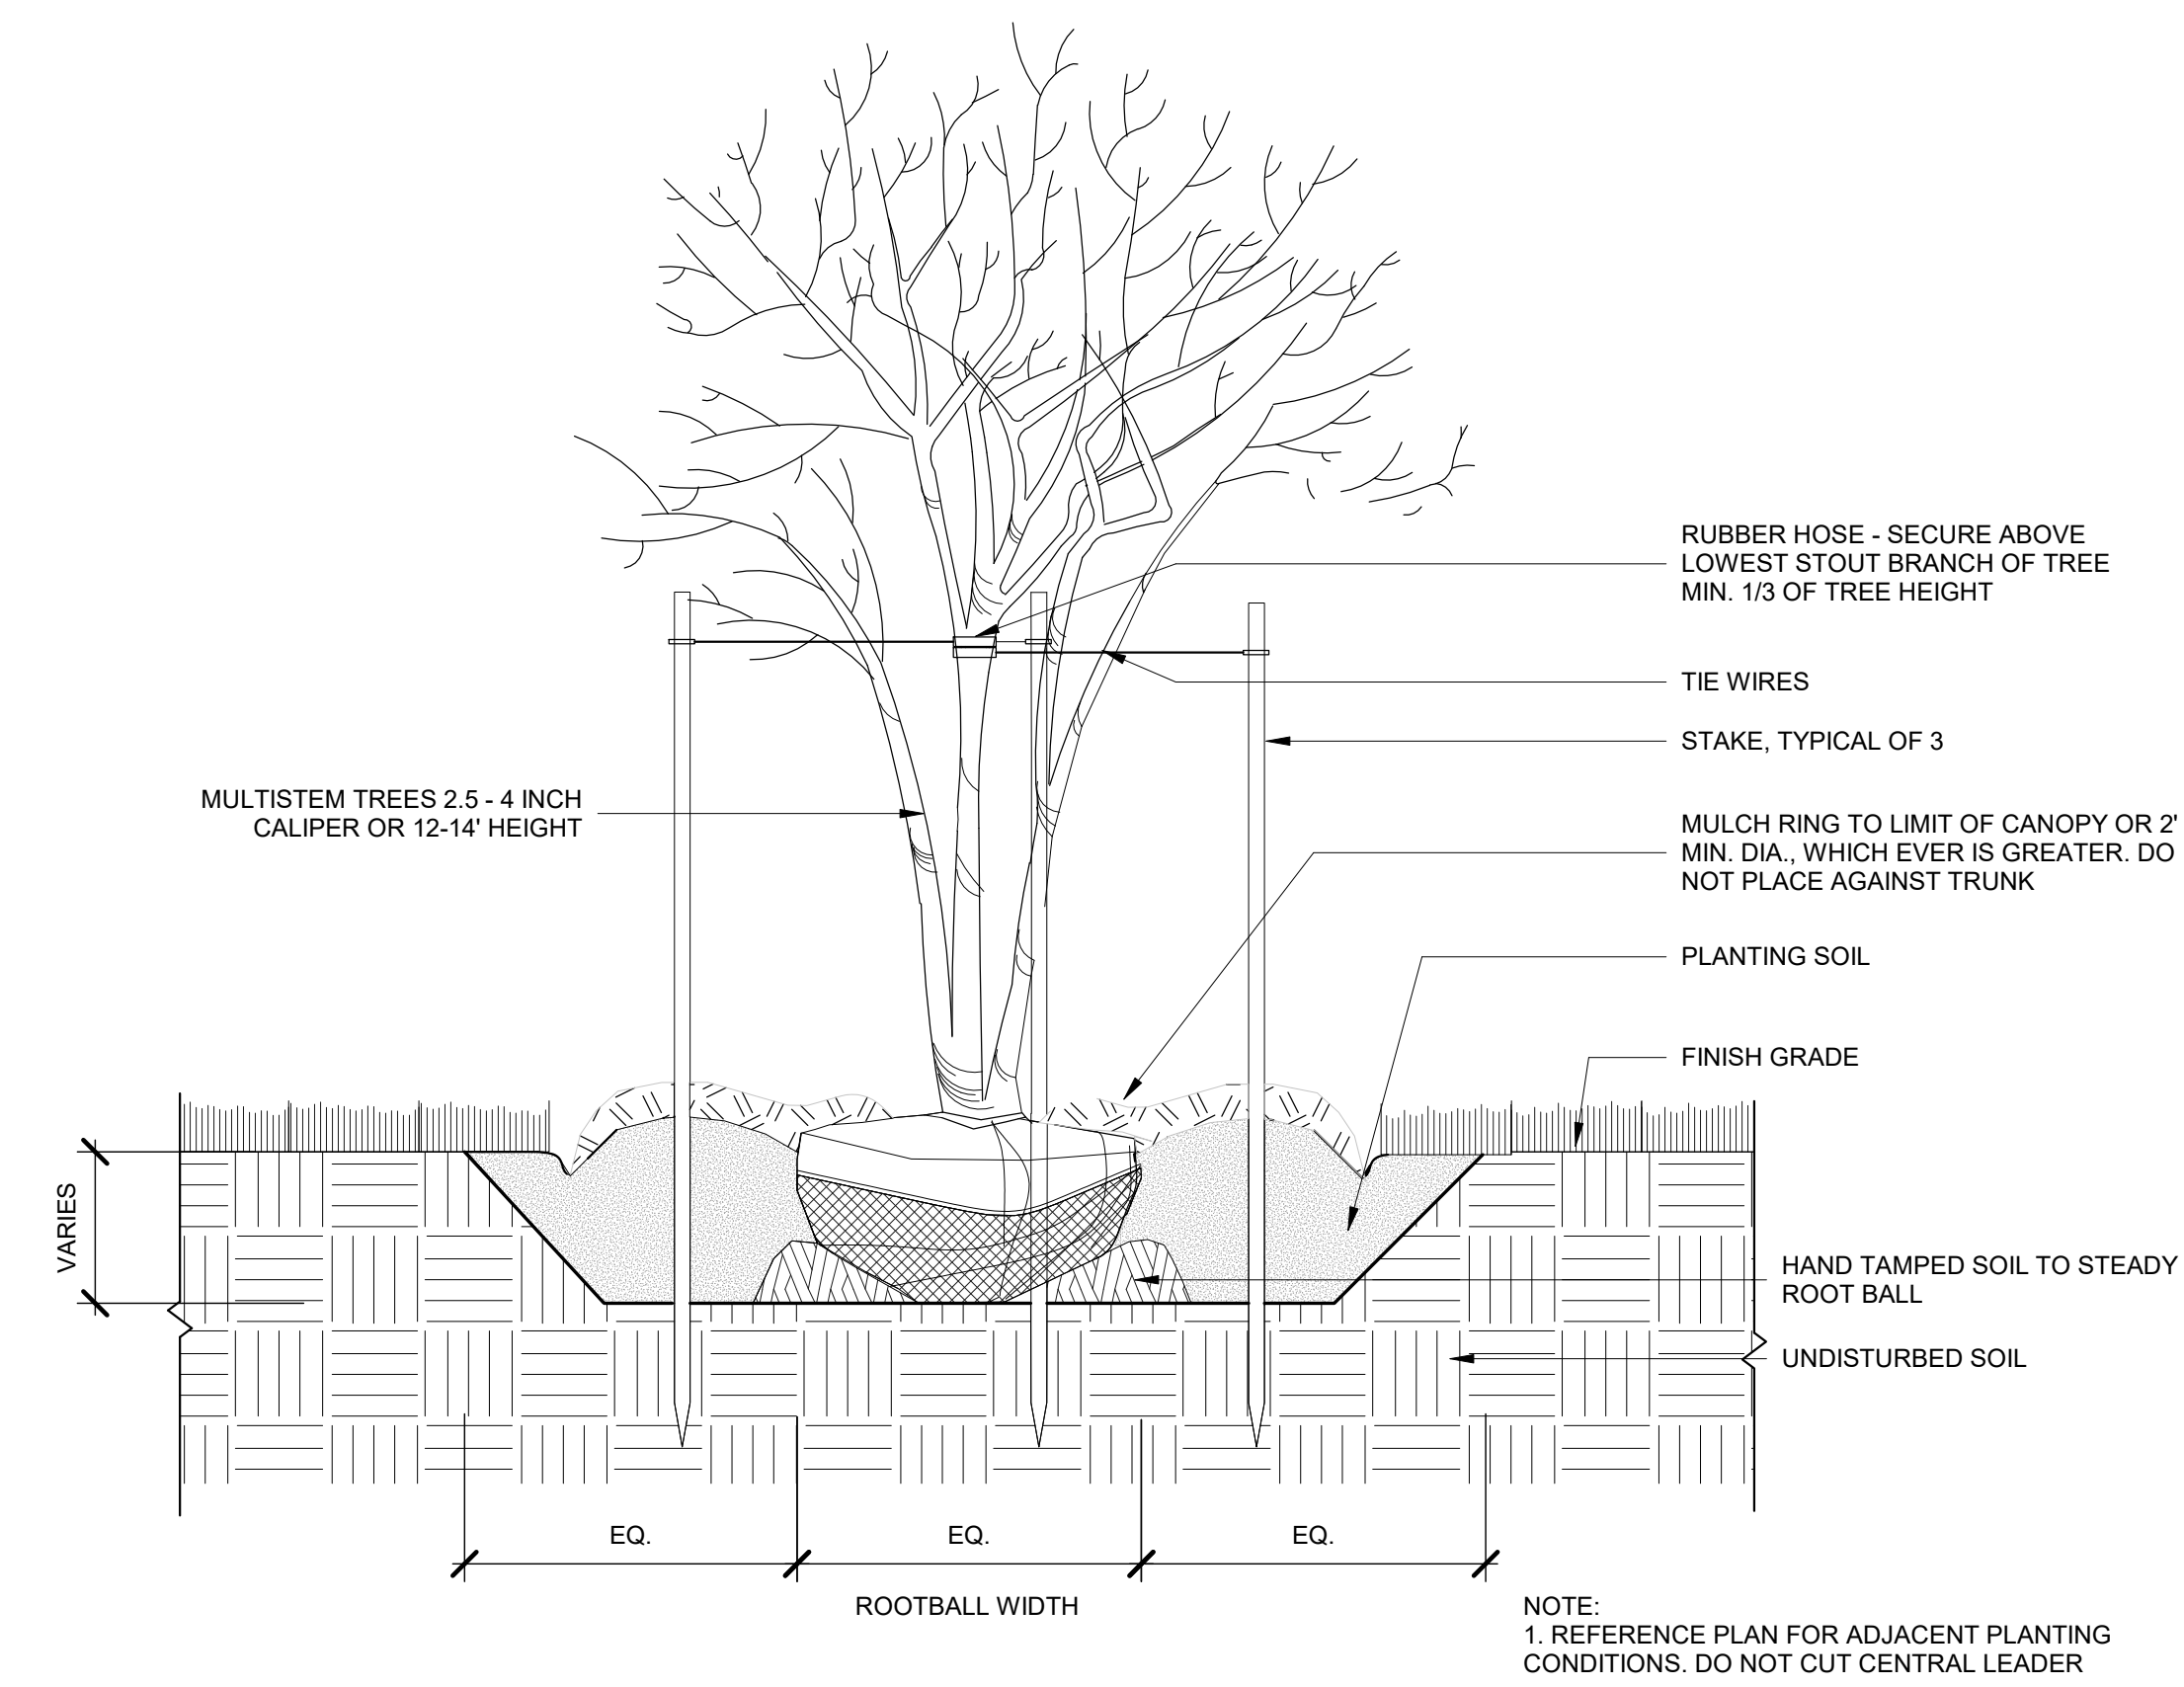 RUBBER HOSE - SECURE ABOVE
LOWEST STOUT BRANCH OF TREE
MIN. 1/3 OF TREE HEIGHT
TIE WIRES
STAKE, TYPICAL OF 3
MULTISTEM TREES 2.5 - 4 INCH
CALIPER OR 12-14' HEIGHT
MULCH RING TO LIMIT OF CANOPY OR 2'
MIN. DIA., WHICH EVER IS GREATER. DO
NOT PLACE AGAINST TRUNK
PLANTING SOIL
FINISH GRADE
VARIES
HAND TAMPED SOIL TO STEADY
ROOT BALL
UNDISTURBED SOIL
EQ.
EQ.
EQ.
ROOTBALL WIDTH
NOTE:
1. REFERENCE PLAN FOR ADJACENT PLANTING
CONDITIONS. DO NOT CUT CENTRAL LEADER